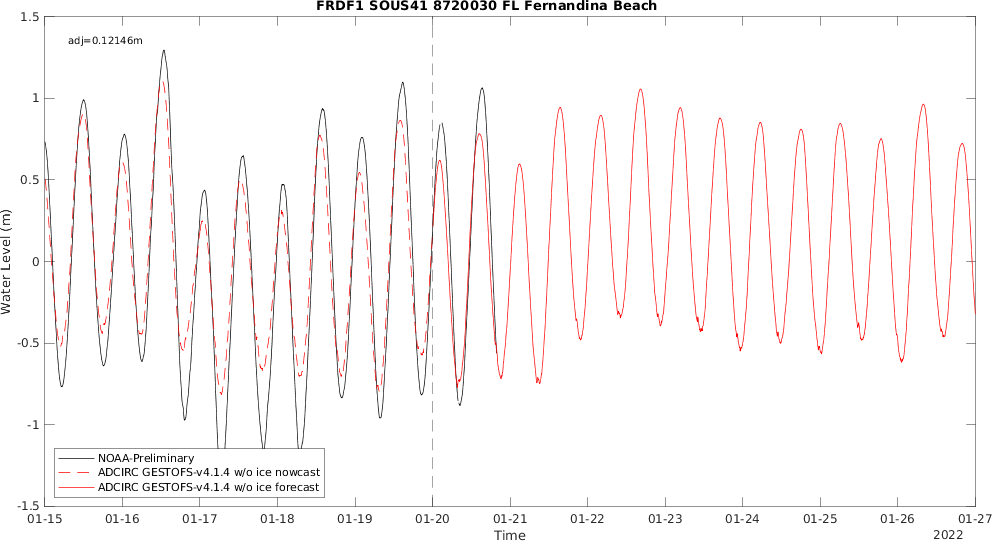 FRDF1 SOUS41 8720030 FL Fernandina Beach
adj=0.12146m
1.5
1
0.5
0
-0.5
-1
-1.5
Water Level (m)
NOAA-Preliminary
ADCIRC GESTOFS-v4.1.4 w/o ice nowcast
ADCIRC GESTOFS-v4.1.4 w/o ice forecast
01-15 01-16 01-17 01-18 01-19 01-20 01-21 01-22 01-23 01-24 01-25 01-26 01-27
Time
2022